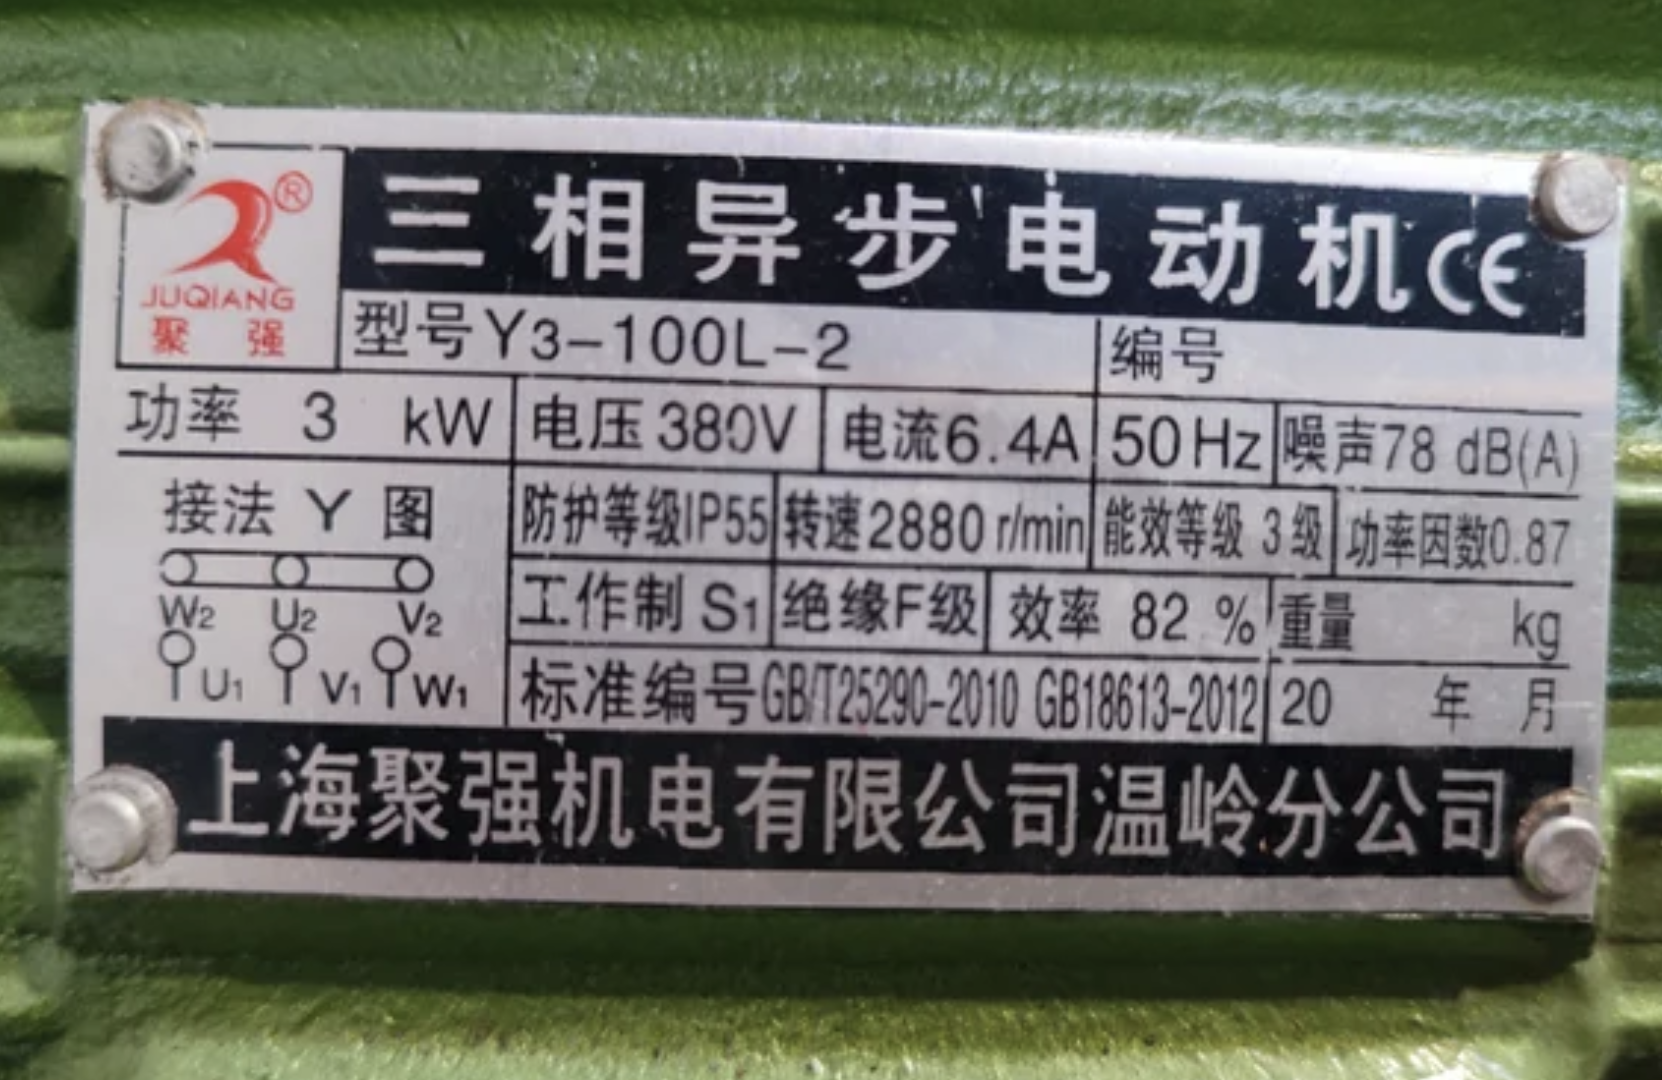 R
三相异步电动机CE
JUQIANG
聚强
型号Y3-100L-2 编号
功率 3 kW 电压380V 电流6.4A 50Hz 噪声78 dB(A)
接法 Y 图 防护等级IP55 转速2880 r/min 能效等级 3级 功率因数0.87
W2 U2 V2
工作制 S1 绝缘F级 效率 82 % 重量 kg
U1 V1 W1
标准编号GB/T25290-2010 GB18613-2012 20 年 月
上海聚强机电有限公司温岭分公司